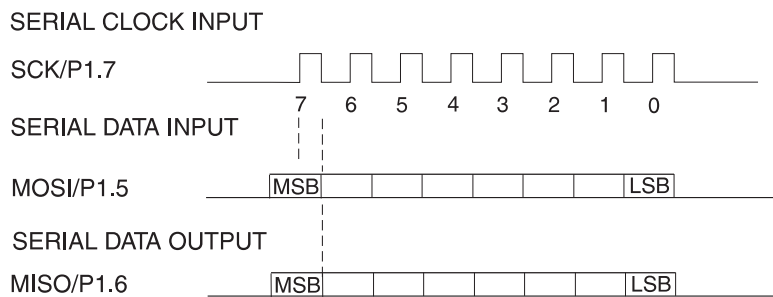 SERIAL CLOCK INPUT
SCK/P1.7
7 6 5 4 3 2 1 0
SERIAL DATA INPUT
MOSI/P1.5 MSB LSB
SERIAL DATA OUTPUT
MISO/P1.6 MSB LSB